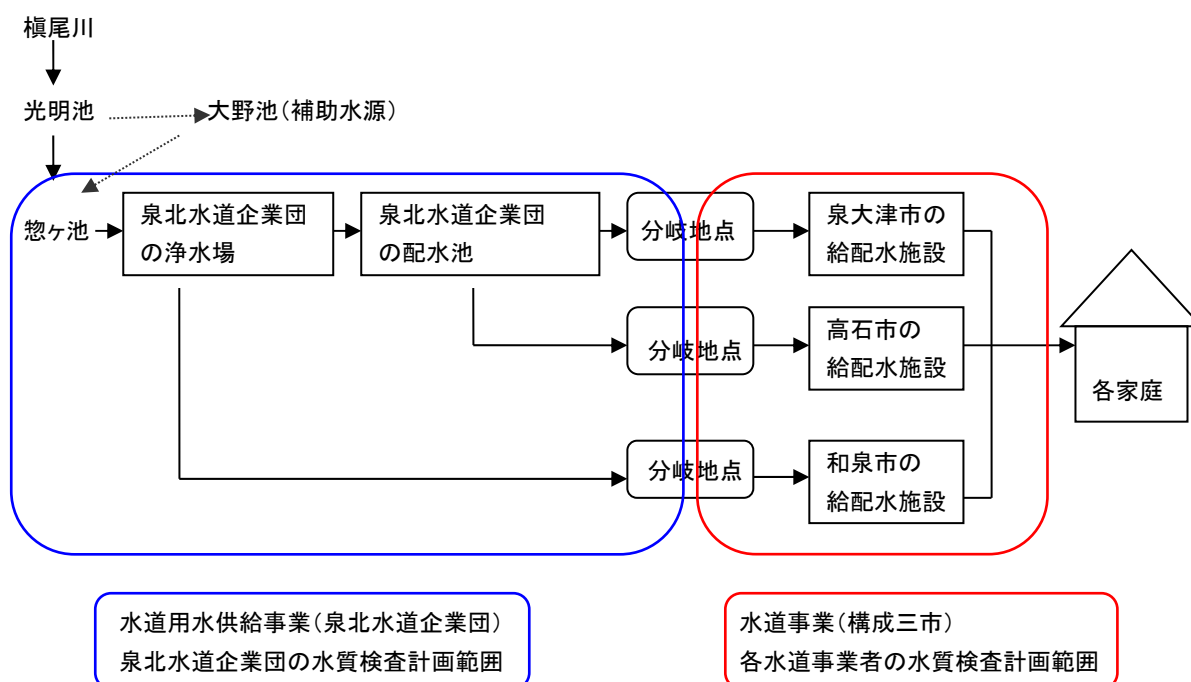 槇尾川
光明池
大野池（補助水源）
惣ヶ池
泉北水道企業団
の浄水場
泉北水道企業団
の配水池
分岐地点
泉大津市の
給配水施設
分岐地点
高石市の
給配水施設
各家庭
分岐地点
和泉市の
給配水施設
水道用水供給事業（泉北水道企業団）
泉北水道企業団の水質検査計画範囲
水道事業（構成三市）
各水道事業者の水質検査計画範囲